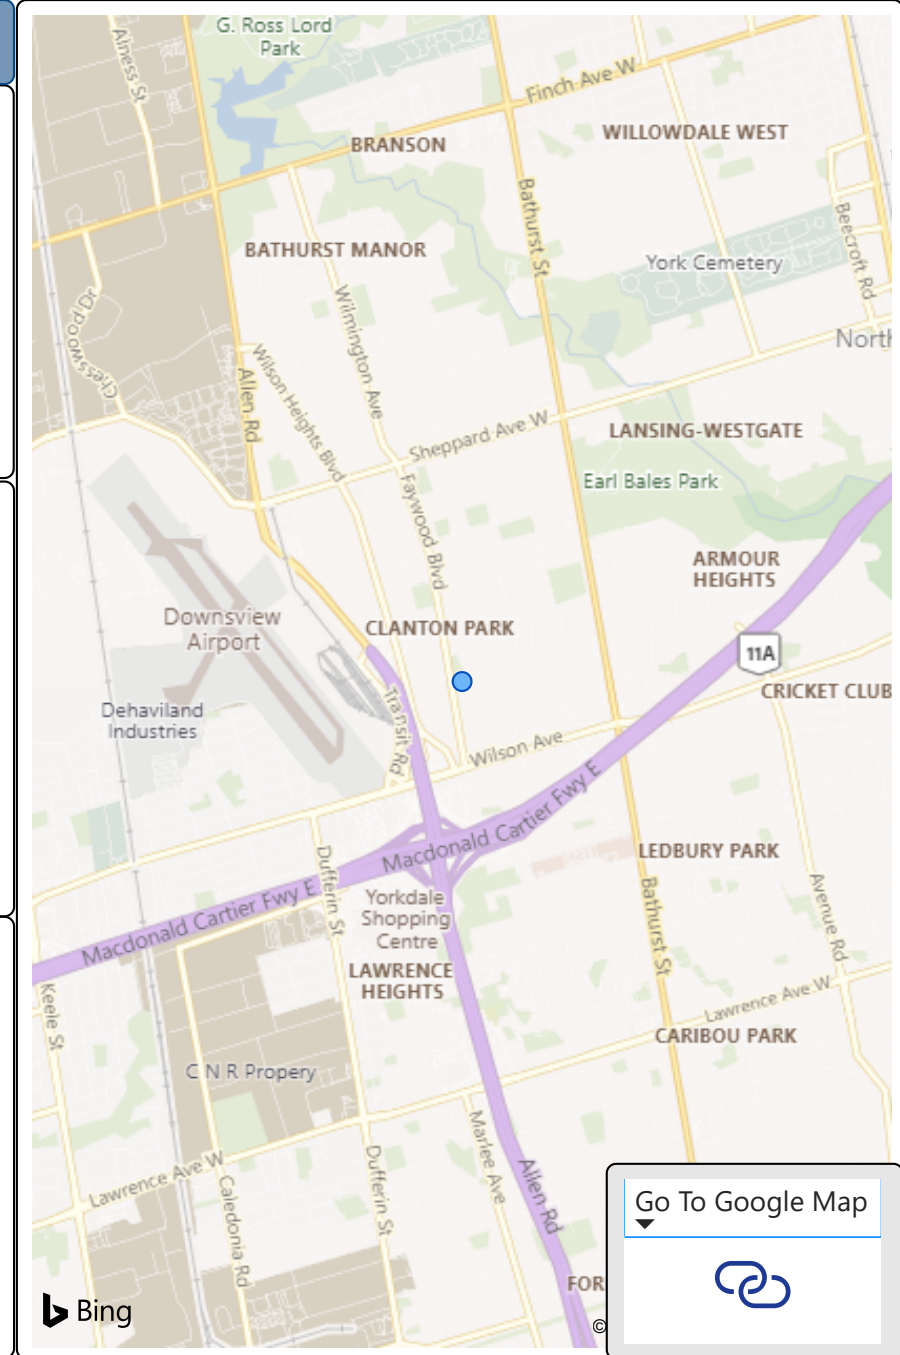 G. Ross Lord
Park
Alness St
Finch Ave W
BRANSON
WILLOWDALE WEST
Bathurst St
Beecroft Rd
BATHURST MANOR
York Cemetery
Chesswood Dr
Wilmington Ave
North
Wilson Heights Blvd
Allen Rd
Sheppard Ave W
LANSING-WESTGATE
Faywood Blvd
Earl Bales Park
ARMOUR
HEIGHTS
Downsview
Airport
CLANTON PARK
11A
CRICKET CLUB
Dehaviland
Industries
Transit Rd
Wilson Ave
Macdonald Cartier Fwy E
LEDBURY PARK
Dufferin St
Macdonald Cartier Fwy E
Yorkdale
Shopping
Centre
Bathurst St
Avenue Rd
LAWRENCE
HEIGHTS
Keele St
Lawrence Ave W
CARIBOU PARK
C N R Propery
Marlee Ave
Lawrence Ave W
Dufferin St
Caledonia Rd
Allen Rd
Go To Google Map
FOR
Bing
©